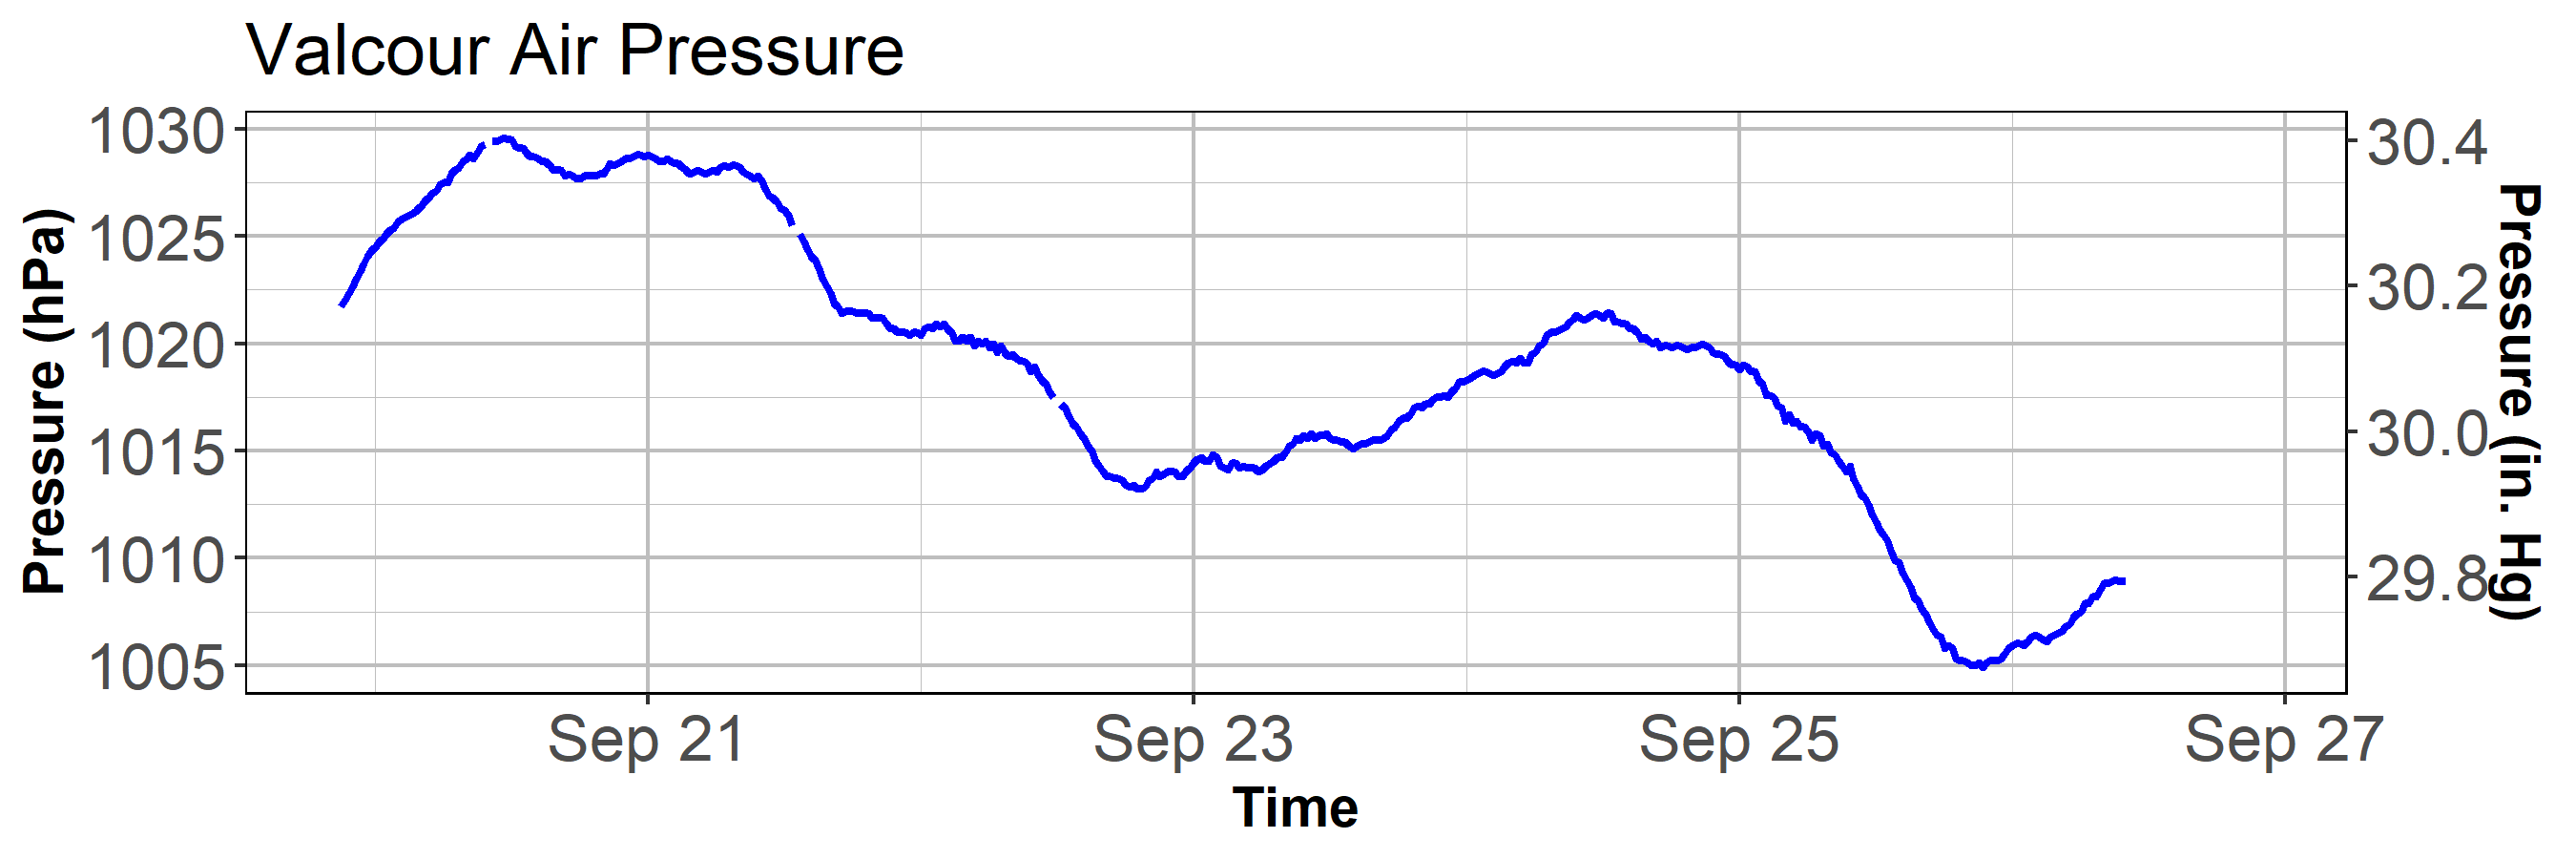 Valcour Air Pressure
Pressure (hPa)
1030
1025
1020
1015
1010
1005
30.4
30.2
30.0
29.8
Pressure (in. Hg)
Sep 21
Sep 23
Sep 25
Sep 27
Time